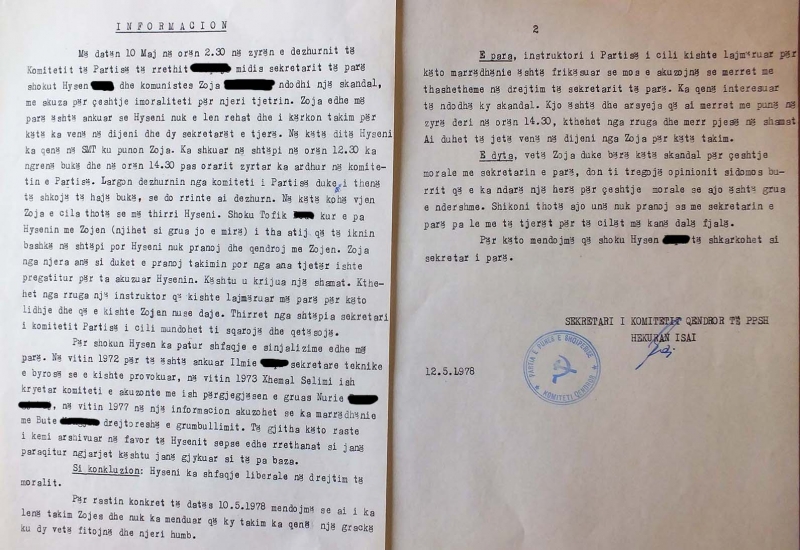 INFORMACION
Më datën 10 Maj në orën 2.30 në zyrën e dezhurnit të
Komitetit të Partisë të rrethit midis sekretarit të parë
shokut Hysen dhe komunistes Zoja ndodhi një skandal,
me akuza për çështje imoraliteti për njeri tjetrin. Zoja edhe më
parë është ankuar se Hyseni nuk e len rehat dhe i kërkon takim për
këtë ka venë në dijeni dhe dy sekretarët e tjerë. Në këtë ditë Hyseni
ka qenë në SMT ku punon Zoja. Ka shkuar në shtëpi në orën 12.30 ka
ngrenë bukë dhe në orën 14.30 pas orarit zyrtar ka ardhur në komite-
tin e Partisë. Largon dezhurnin nga komiteti i Partisë duke i thenë
të shkojë të hajë bukë, se do rrinte ai dezhurn. Në këtë kohë vjen
Zoja e cila thotë se më thirri Hyseni. Shoku Tofik kur e pa
Hysenin me Zojen (njihet si grua jo e mirë) i tha atij që të iknin
bashkë në shtëpi por Hyseni nuk pranoj dhe qendroj me Zojen. Zoja
nga njera anë si duket e pranoj takimin por nga ana tjetër ishte
pregatitur për ta akuzuar Hysenin. Kështu u krijua një shamatë. Kthe-
het nga rruga një instruktor që kishte lajmëruar më parë për këto
lidhje dhe që e kishte Zojen nuse daje. Thirret nga shtëpia sekretari
i komitetit Partisë i cili mundohet ti sqarojë dhe qetësojë.
Për shokun Hysen ka patur shfaqje e sinjalizime edhe më
parë. Në vitin 1972 për të është ankuar Ilmie sekretare teknike
e byrosë se e kishte provokuar, në vitin 1973 Xhemal Selimi ish
kryetar komiteti e akuzonte me ish përgjegjësen e gruas Nurie
, në vitin 1977 në një informacion akuzohet se ka marrëdhënie
me Bute drejtoreshë e grumbullimit. Të gjitha këto raste
i kemi arshivuar në favor të Hysenit sepse edhe rrethanat si janë
paraqitur ngjarjet kështu janë gjykuar si të pa baza.
Si konkluzion: Hyseni ka shfaqje liberale në drejtim të
moralit.
Për rastin konkret të datës 10.5.1978 mendojmë se ai i ka
lenë takim Zojes dhe nuk ka menduar që ky takim ka qenë një grackë
ku dy vetë fitojnë dhe njeri humb.
2
E para, instruktori i Partisë i cili kishte lajmëruar për
këto marrëdhënie është frikësuar se mos e akuzojnë se merret me
thashetheme në drejtim të sekretarit të parë. Ka qenë interesuar
të ndodhë ky skandal. Kjo është dhe arsyeja që ai merret me punë në
zyrë deri në orën 14.30, kthehet nga rruga dhe merr pjesë në shamatë
Ai duhet të jetë venë në dijeni nga Zoja për këtë takim.
E dyta, vetë Zoja duke bërë këtë skandal për çeshtje
morale me sekretarin e parë, don ti tregojë opinionit sidomos bu-
rrit që e ka ndarë një herë për çeshtje morale se ajo është grua
e ndershme. Shikoni thotë ajo unë nuk pranoj as me sekretarin e
parë pa le me të tjerët për të cilët më kanë dalë fjalë.
Për këto mendojmë që shoku Hysen të shkarkohet si
sekretar i parë.
SEKRETARI I KOMITETIT QENDROR TË PPSH
HEKURAN ISAI
12.5.1978
PARTIA E PUNËS E SHQIPËRISË
KOMITETI QENDROR